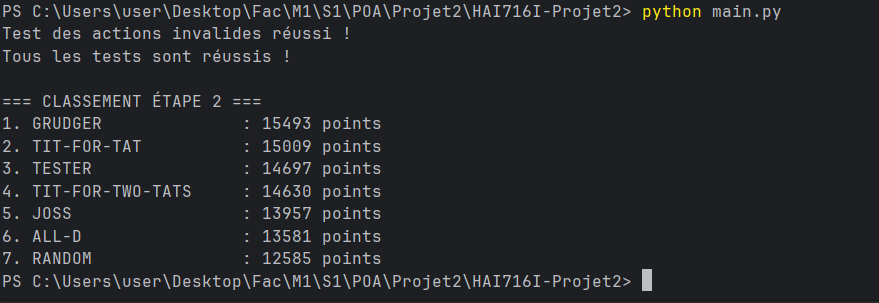 PS C:\Users\user\Desktop\Fac\M1\S1\POA\Projet2\HAI716I-Projet2> python main.py
Test des actions invalides réussi !
Tous les tests sont réussis !
=== CLASSEMENT ÉTAPE 2 ===
1. GRUDGER : 15493 points
2. TIT-FOR-TAT : 15009 points
3. TESTER : 14697 points
4. TIT-FOR-TWO-TATS : 14630 points
5. JOSS : 13957 points
6. ALL-D : 13581 points
7. RANDOM : 12585 points
PS C:\Users\user\Desktop\Fac\M1\S1\POA\Projet2\HAI716I-Projet2>